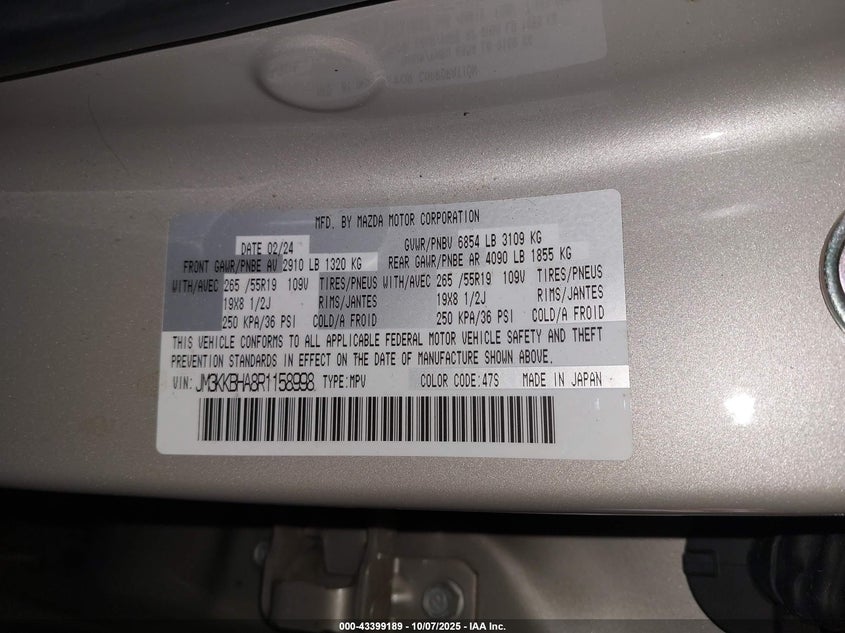 MFD. BY MAZDA MOTOR CORPORATION
DATE 02/24 GVWR/PNBV 6854 LB 3109 KG
FRONT GAWR/PNBE AV 2910 LB 1320 KG REAR GAWR/PNBE AR 4090 LB 1855 KG
WITH/AVEC 265 /55R19 109V TIRES/PNEUS WITH/AVEC 265 /55R19 109V TIRES/PNEUS
19X8 1/2J RIMS/JANTES 19X8 1/2J RIMS/JANTES
250 KPA/36 PSI COLD/A FROID 250 KPA/36 PSI COLD/A FROID
THIS VEHICLE CONFORMS TO ALL APPLICABLE FEDERAL MOTOR VEHICLE SAFETY AND THEFT
PREVENTION STANDARDS IN EFFECT ON THE DATE OF MANUFACTURE SHOWN ABOVE.
VIN: JM3KKBHA8R1158998 TYPE:MPV COLOR CODE:47S MADE IN JAPAN
000-43399189 - 10/07/2025 - IAA Inc.